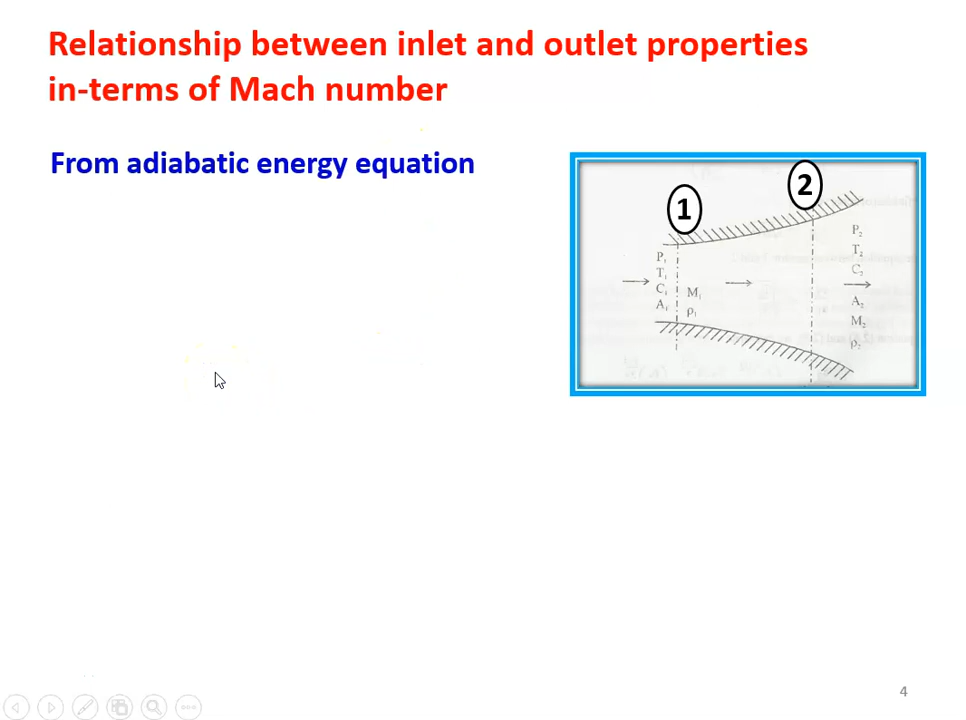 Relationship between inlet and outlet properties
in-terms of Mach number
From adiabatic energy equation
1
2
P₁
T₁
C₁
A₁
M₁
ρ₁
P₂
T₂
C₂
A₂
M₂
ρ₂
4